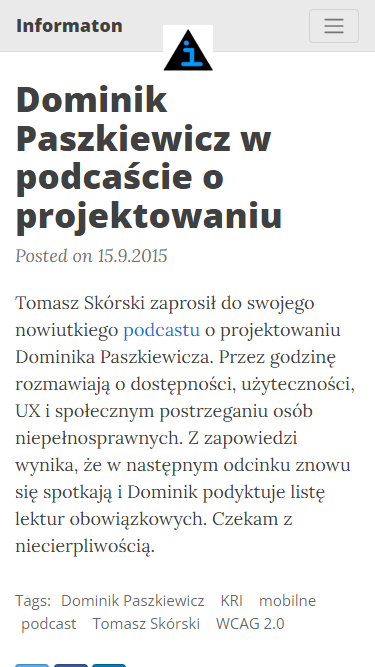 Informaton
i
Dominik
Paszkiewicz w
podcaście o
projektowaniu
Posted on 15.9.2015
Tomasz Skórski zaprosił do swojego
nowiutkiego podcastu o projektowaniu
Dominika Paszkiewicza. Przez godzinę
rozmawiają o dostępności, użyteczności,
UX i społecznym postrzeganiu osób
niepełnosprawnych. Z zapowiedzi
wynika, że w następnym odcinku znowu
się spotkają i Dominik podyktuje listę
lektur obowiązkowych. Czekam z
niecierpliwością.
Tags: Dominik Paszkiewicz KRI mobilne
podcast Tomasz Skórski WCAG 2.0